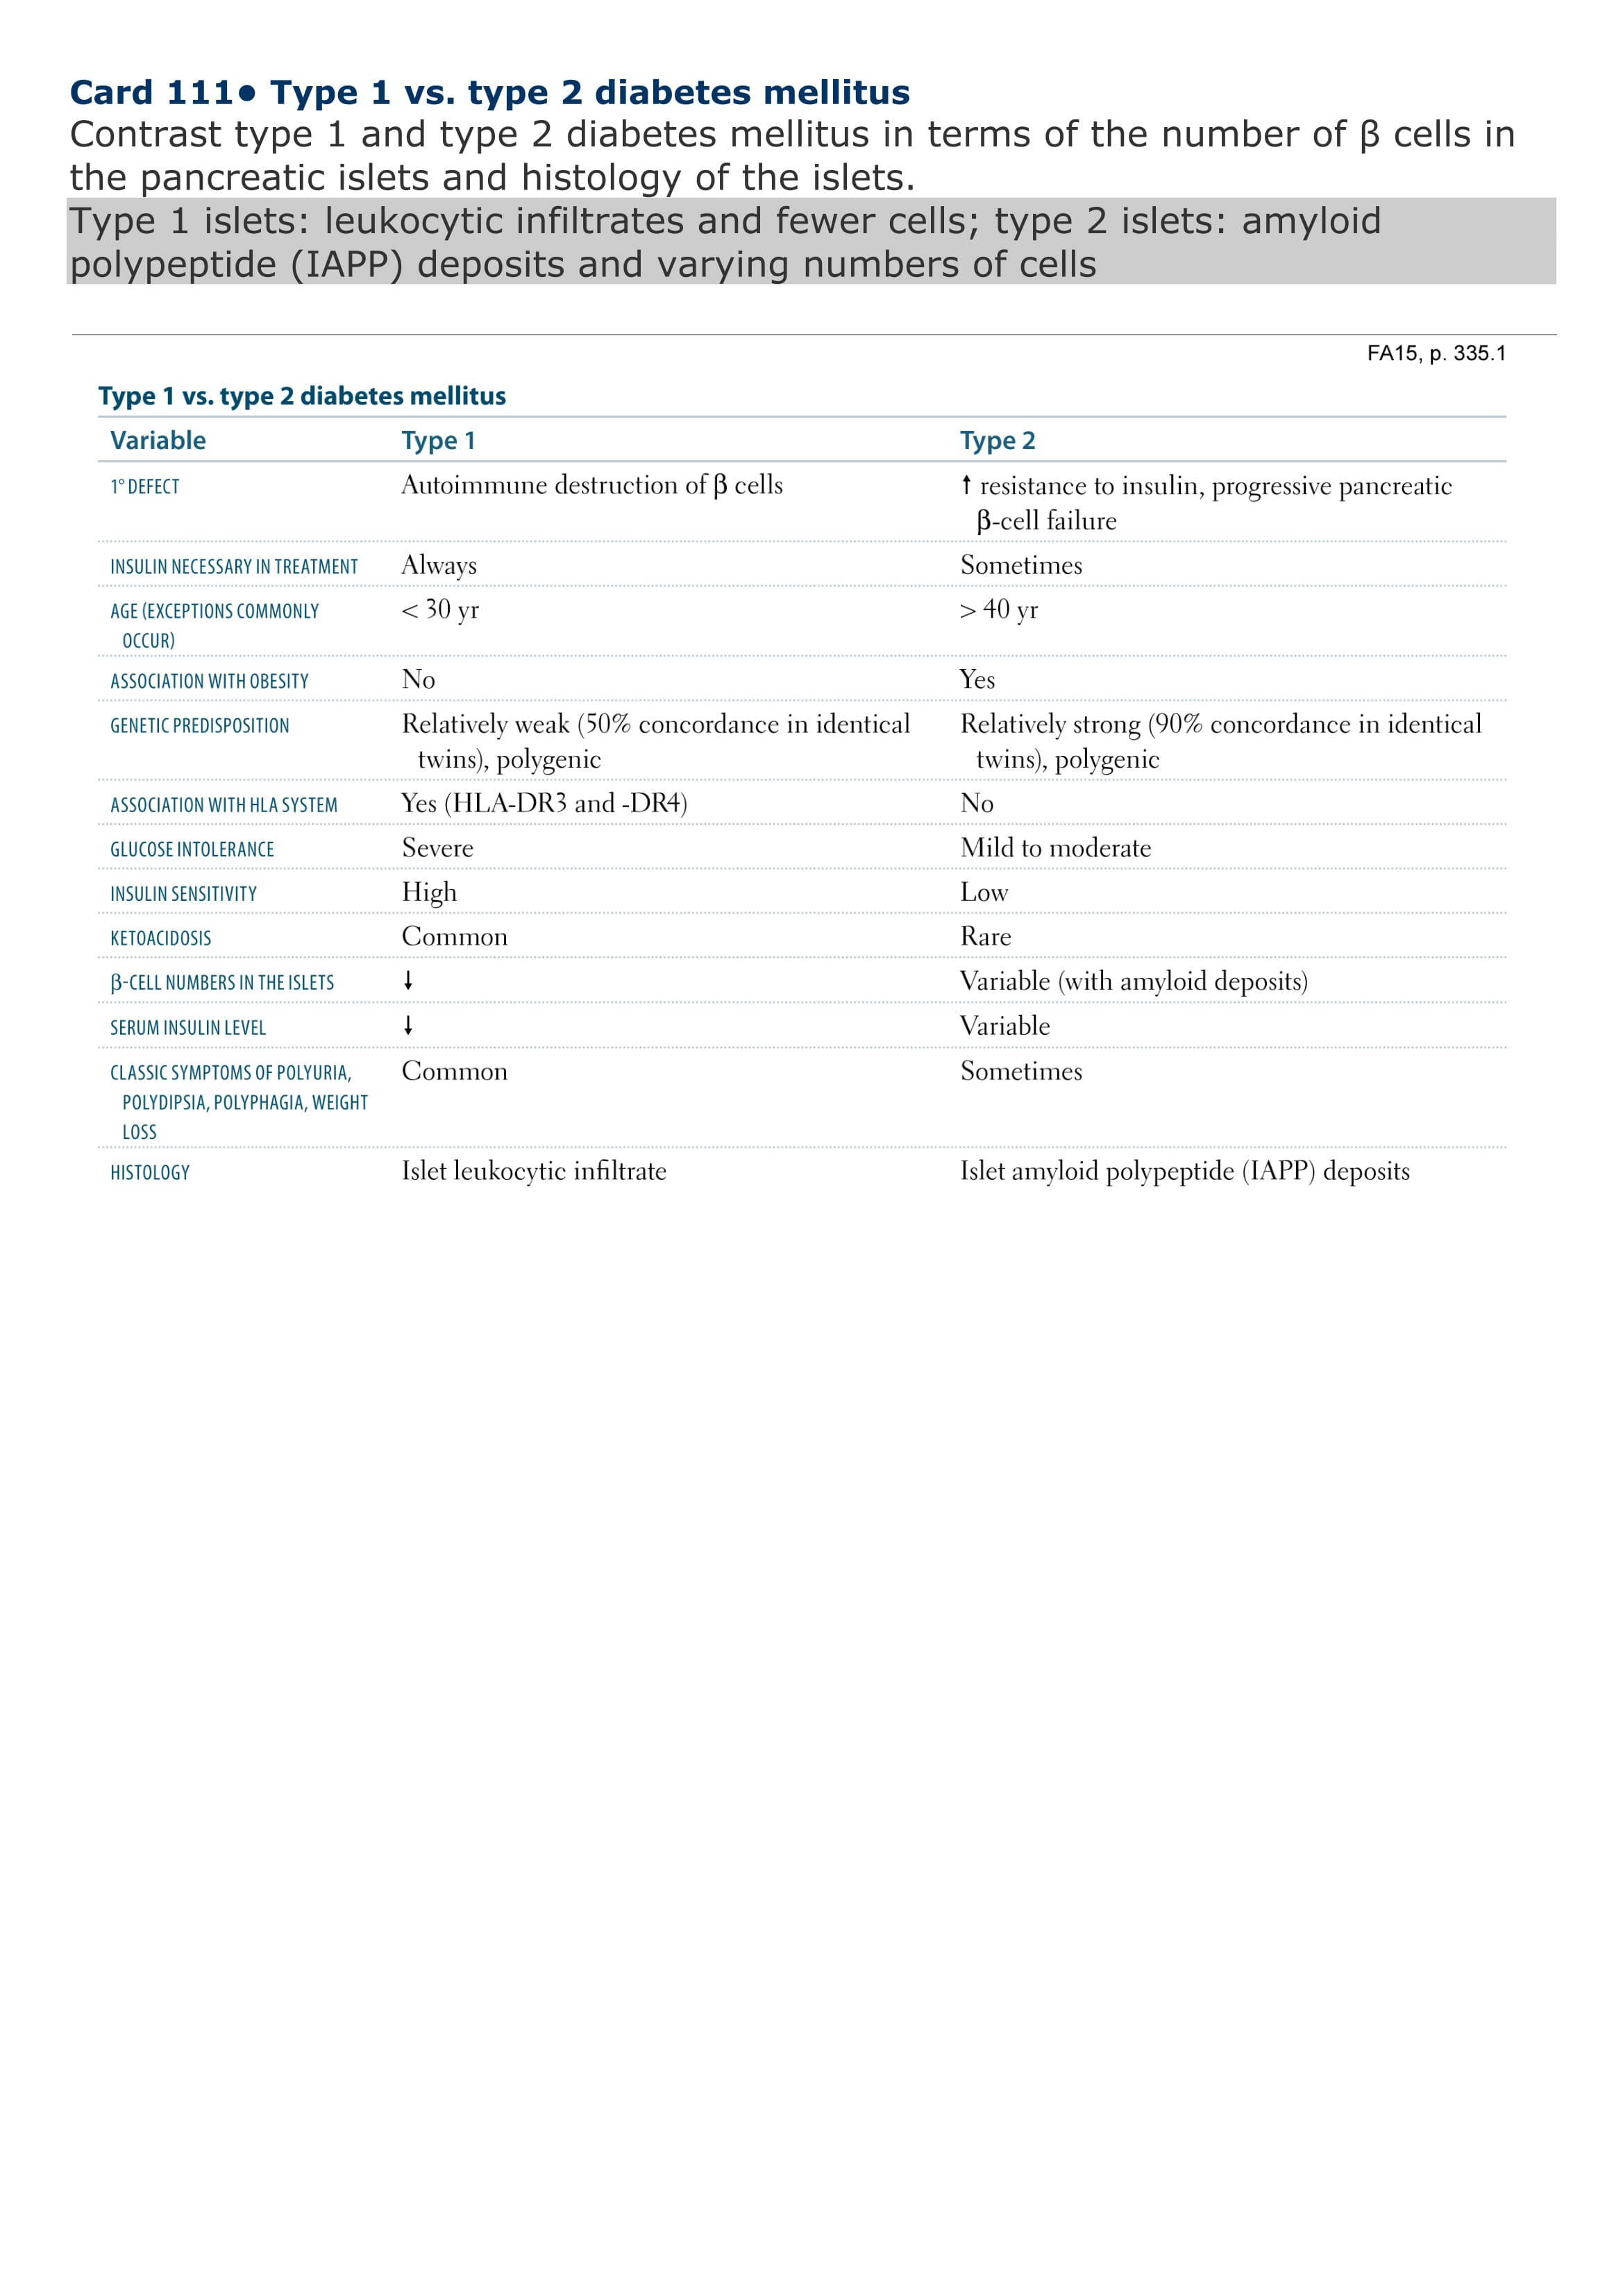 Card 111• Type 1 vs. type 2 diabetes mellitus
Contrast type 1 and type 2 diabetes mellitus in terms of the number of β cells in
the pancreatic islets and histology of the islets.
Type 1 islets: leukocytic infiltrates and fewer cells; type 2 islets: amyloid
polypeptide (IAPP) deposits and varying numbers of cells
FA15, p. 335.1
Type 1 vs. type 2 diabetes mellitus
Variable Type 1 Type 2
1° DEFECT Autoimmune destruction of β cells ↑ resistance to insulin, progressive pancreatic
β-cell failure
INSULIN NECESSARY IN TREATMENT Always Sometimes
AGE (EXCEPTIONS COMMONLY < 30 yr > 40 yr
OCCUR)
ASSOCIATION WITH OBESITY No Yes
GENETIC PREDISPOSITION Relatively weak (50% concordance in identical Relatively strong (90% concordance in identical
twins), polygenic twins), polygenic
ASSOCIATION WITH HLA SYSTEM Yes (HLA-DR3 and -DR4) No
GLUCOSE INTOLERANCE Severe Mild to moderate
INSULIN SENSITIVITY High Low
KETOACIDOSIS Common Rare
β-CELL NUMBERS IN THE ISLETS ↓ Variable (with amyloid deposits)
SERUM INSULIN LEVEL ↓ Variable
CLASSIC SYMPTOMS OF POLYURIA, Common Sometimes
POLYDIPSIA, POLYPHAGIA, WEIGHT
LOSS
HISTOLOGY Islet leukocytic infiltrate Islet amyloid polypeptide (IAPP) deposits